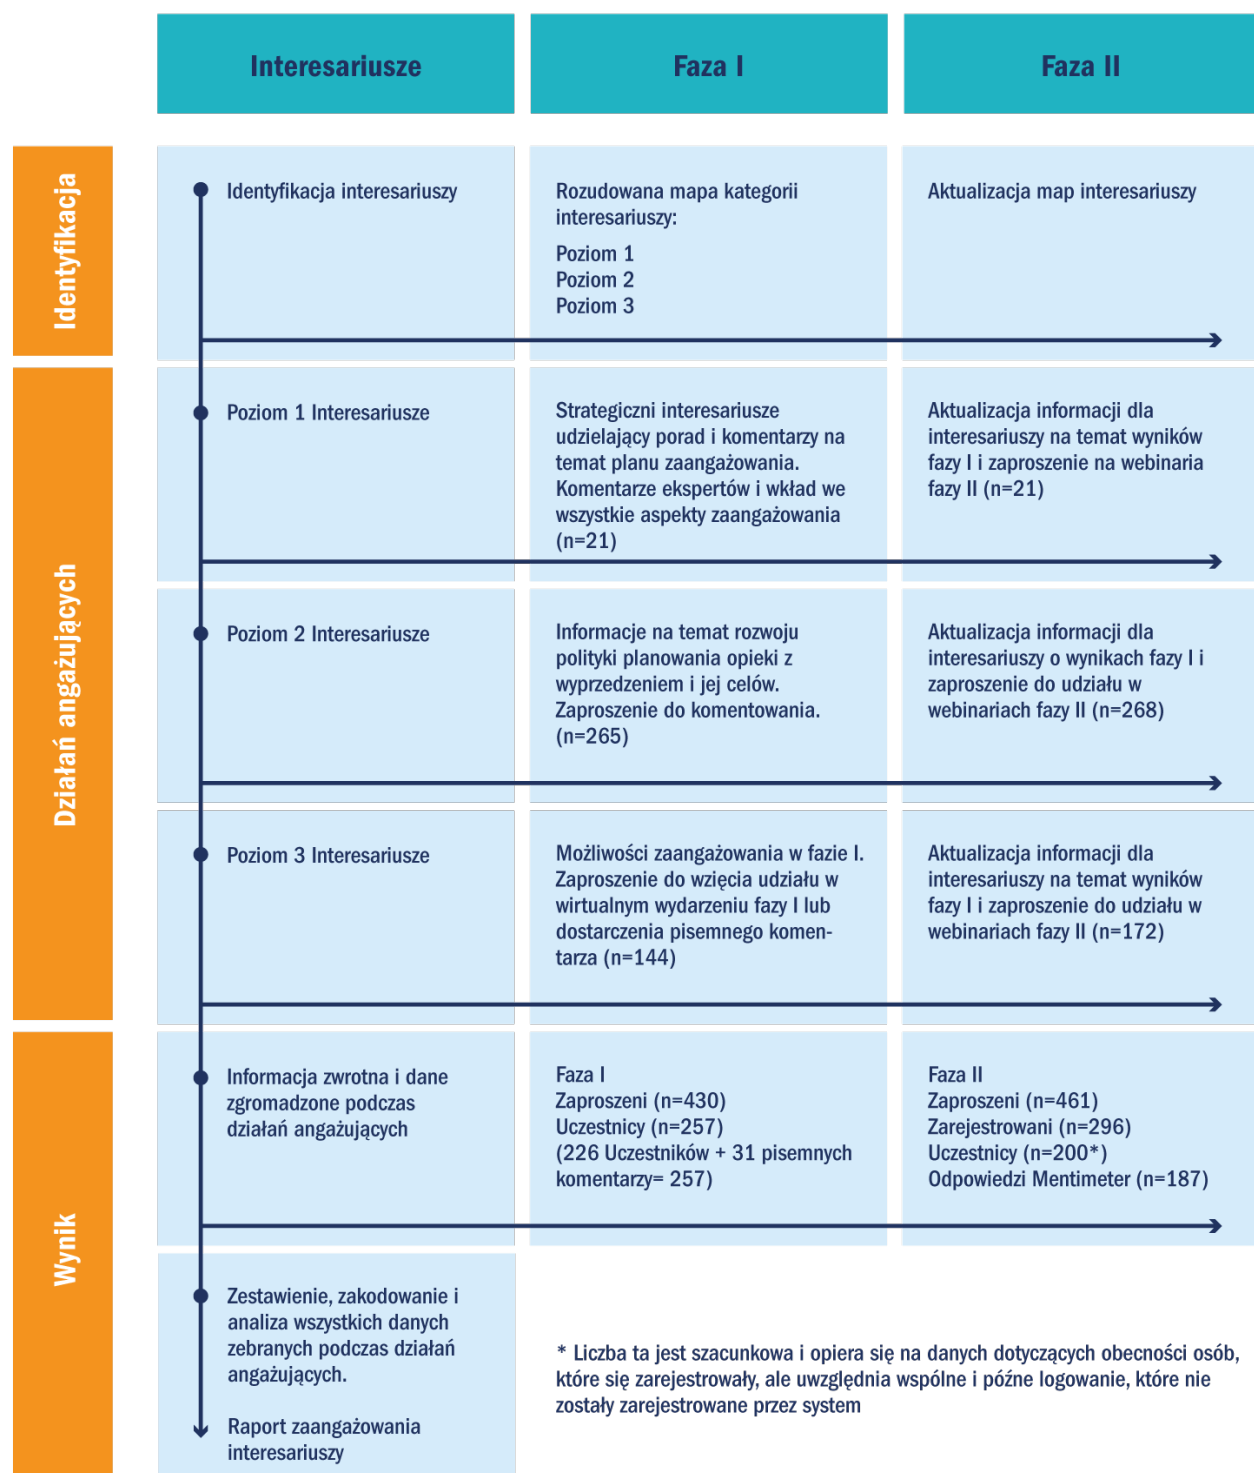 Interesariusze
Faza I
Faza II
Identyfikacja
Identyfikacja interesariuszy
Rozudowana mapa kategorii
interesariuszy:
Poziom 1
Poziom 2
Poziom 3
Aktualizacja map interesariuszy
Działań angażujących
Poziom 1 Interesariusze
Strategiczni interesariusze
udzielający porad i komentarzy na
temat planu zaangażowania.
Komentarze ekspertów i wkład we
wszystkie aspekty zaangażowania
(n=21)
Aktualizacja informacji dla
interesariuszy na temat wyników
fazy I i zaproszenie na webinaria
fazy II (n=21)
Poziom 2 Interesariusze
Informacje na temat rozwoju
polityki planowania opieki z
wyprzedzeniem i jej celów.
Zaproszenie do komentowania.
(n=265)
Aktualizacja informacji dla
interesariuszy o wynikach fazy I i
zaproszenie do udziału w
webinariach fazy II (n=268)
Poziom 3 Interesariusze
Możliwości zaangażowania w fazie I.
Zaproszenie do wzięcia udziału w
wirtualnym wydarzeniu fazy I lub
dostarczenia pisemnego komen-
tarza (n=144)
Aktualizacja informacji dla
interesariuszy na temat wyników
fazy I i zaproszenie do udziału w
webinariach fazy II (n=172)
Wynik
Informacja zwrotna i dane
zgromadzone podczas
działań angażujących
Faza I
Zaproszeni (n=430)
Uczestnicy (n=257)
(226 Uczestników + 31 pisemnych
komentarzy= 257)
Faza II
Zaproszeni (n=461)
Zarejestrowani (n=296)
Uczestnicy (n=200*)
Odpowiedzi Mentimeter (n=187)
Zestawienie, zakodowanie i
analiza wszystkich danych
zebranych podczas działań
angażujących.
Raport zaangażowania
interesariuszy
* Liczba ta jest szacunkowa i opiera się na danych dotyczących obecności osób,
które się zarejestrowały, ale uwzględnia wspólne i późne logowanie, które nie
zostały zarejestrowane przez system